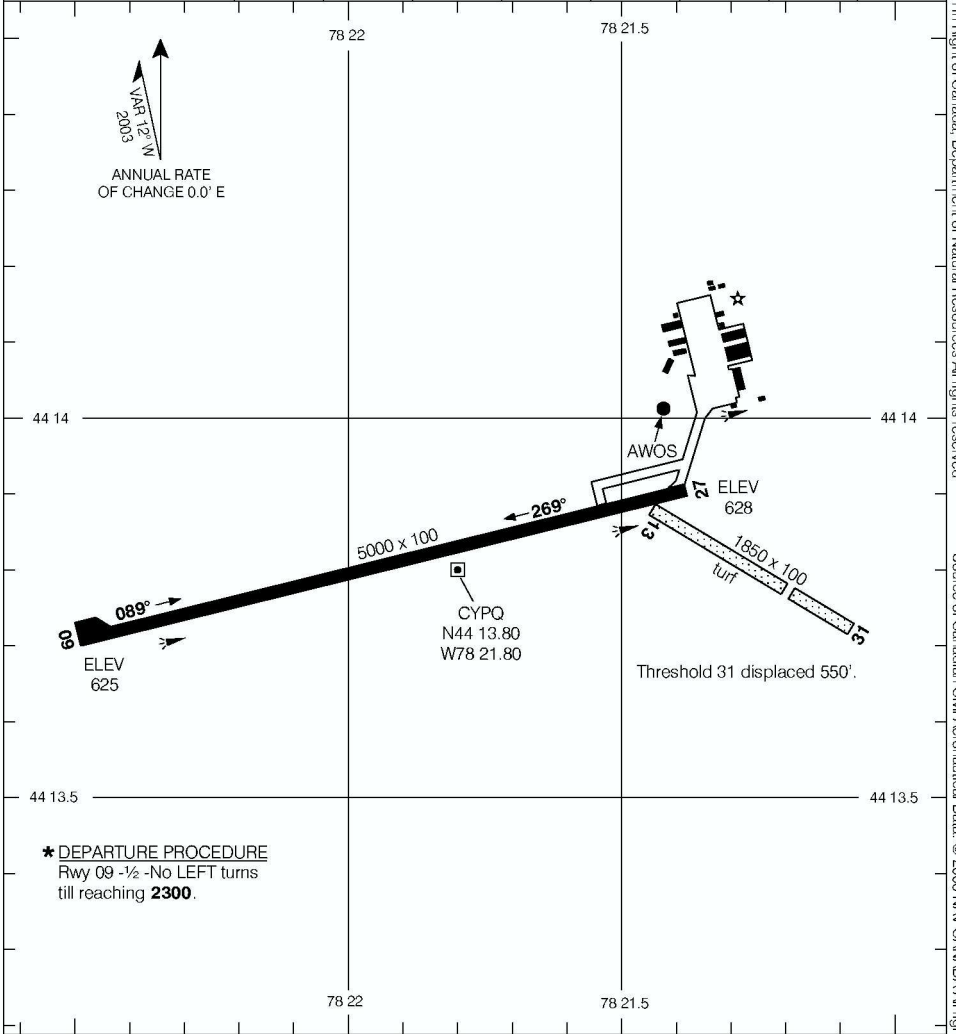 78 22
78 21.5
VAR 12° W
2003
ANNUAL RATE
OF CHANGE 0.0' E
44 14
44 14
AWOS
27
ELEV
628
269°
5000 x 100
13
1850 x 100
turf
089°
09
ELEV
625
CYPQ
N44 13.80
W78 21.80
31
Threshold 31 displaced 550'.
44 13.5
44 13.5
* DEPARTURE PROCEDURE
Rwy 09 -½ -No LEFT turns
till reaching 2300.
78 22
78 21.5